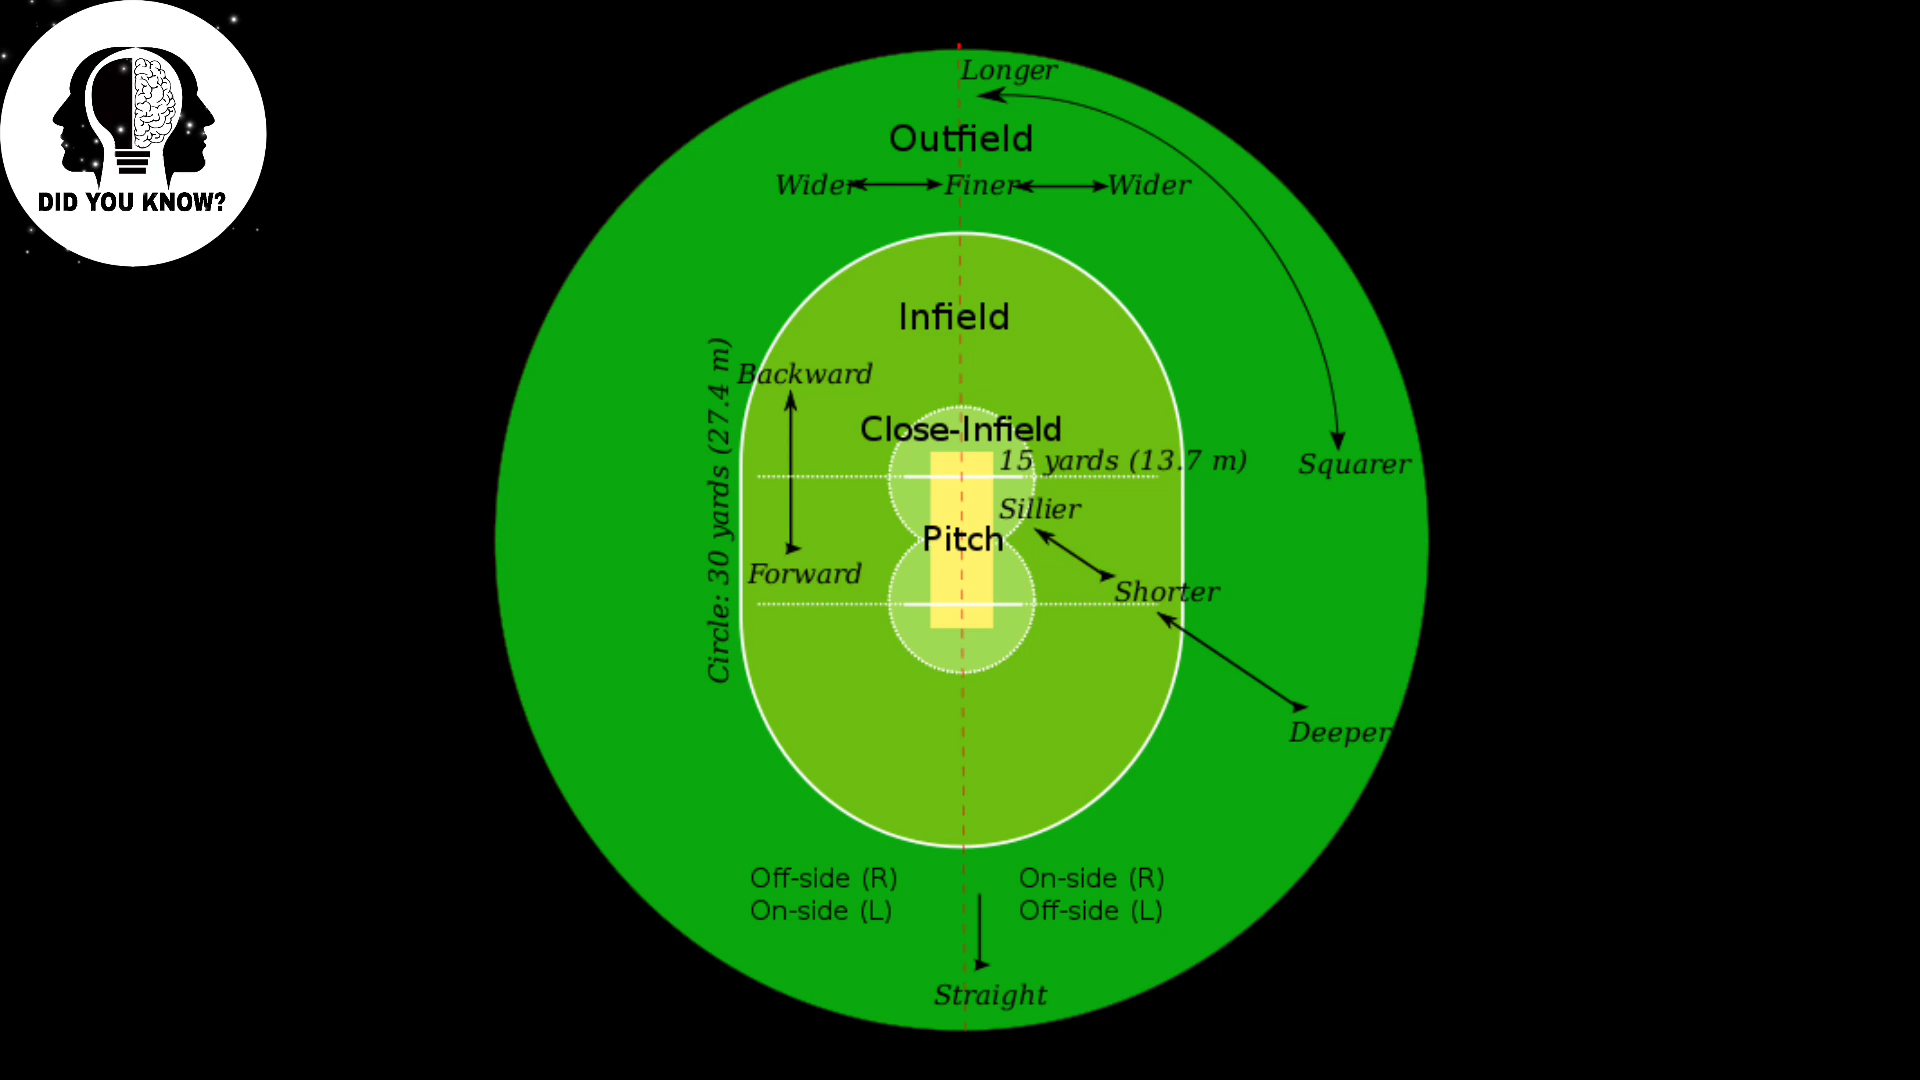 DID YOU KNOW?
Longer
Outfield
Wider Finer Wider
Infield
Backward
Circle: 30 yards (27.4 m)
Close-Infield
15 yards (13.7 m)
Squarer
Sillier
Pitch
Forward
Shorter
Deeper
Off-side (R) On-side (R)
On-side (L) Off-side (L)
Straight